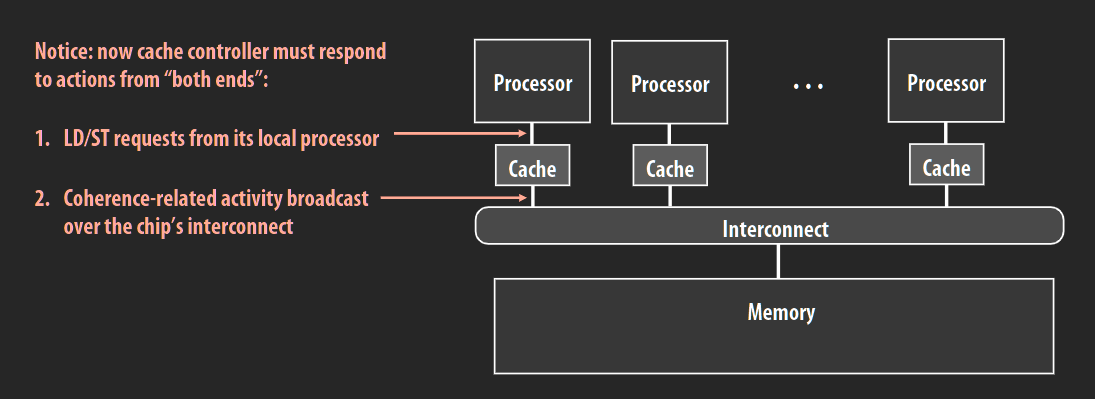 Notice: now cache controller must respond
to actions from “both ends”:
1. LD/ST requests from its local processor
2. Coherence-related activity broadcast
over the chip’s interconnect
Processor
Processor
...
Processor
Cache
Cache
Cache
Interconnect
Memory